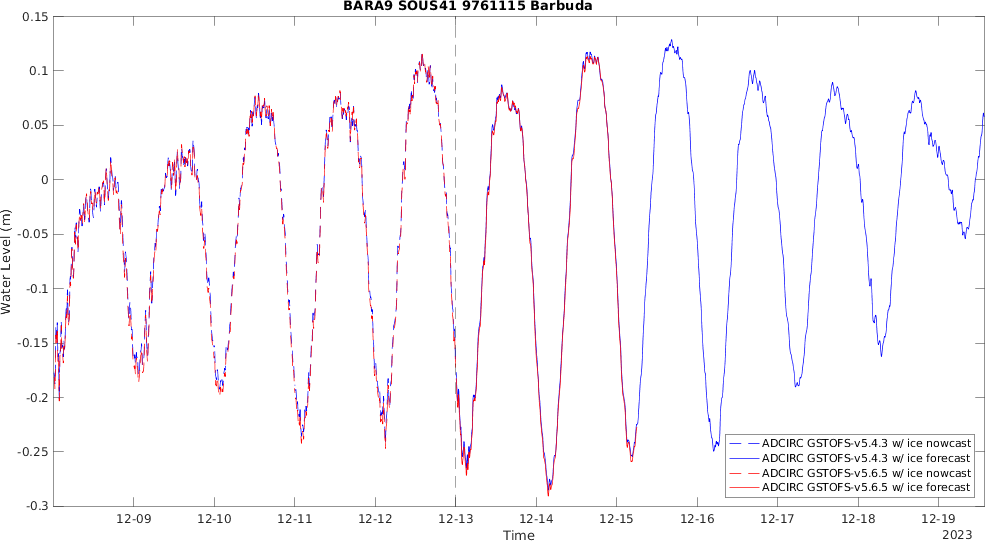 BARA9 SOUS41 9761115 Barbuda
Water Level (m)
0.15
0.1
0.05
0
-0.05
-0.1
-0.15
-0.2
-0.25
-0.3
12-09 12-10 12-11 12-12 12-13 12-14 12-15 12-16 12-17 12-18 12-19
Time
2023
ADCIRC GSTOFS-v5.4.3 w/ ice nowcast
ADCIRC GSTOFS-v5.4.3 w/ ice forecast
ADCIRC GSTOFS-v5.6.5 w/ ice nowcast
ADCIRC GSTOFS-v5.6.5 w/ ice forecast